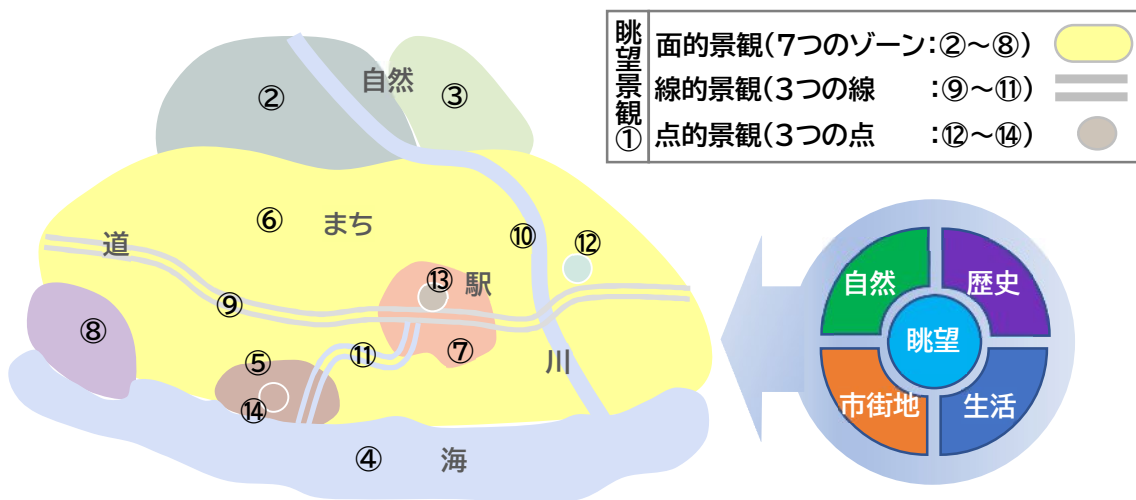 眺望景観①
面的景観(7つのゾーン:②～⑧)
線的景観(3つの線 :⑨～⑪)
点的景観(3つの点 :⑫～⑭)
②
自然
③
⑥
まち
⑩
⑫
道
⑬
駅
⑨
⑧
⑤
⑪
⑦
川
⑭
④
海
自然
歴史
眺望
市街地
生活